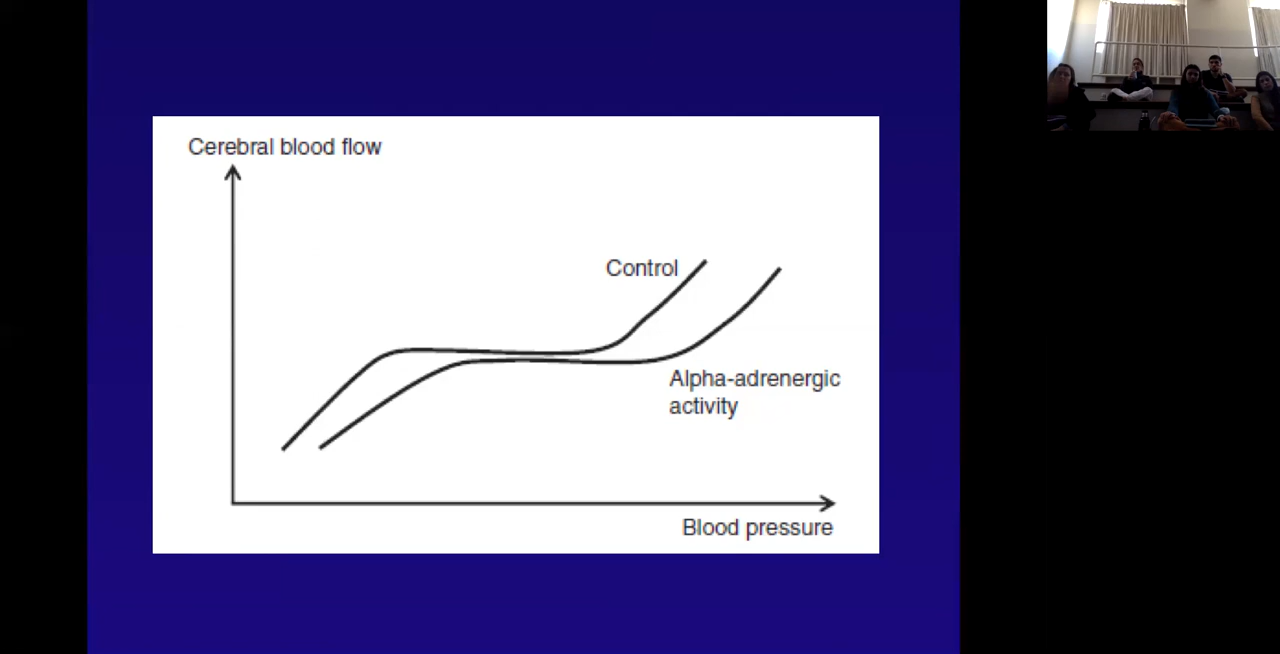 Cerebral blood flow
Control
Alpha-adrenergic
activity
Blood pressure